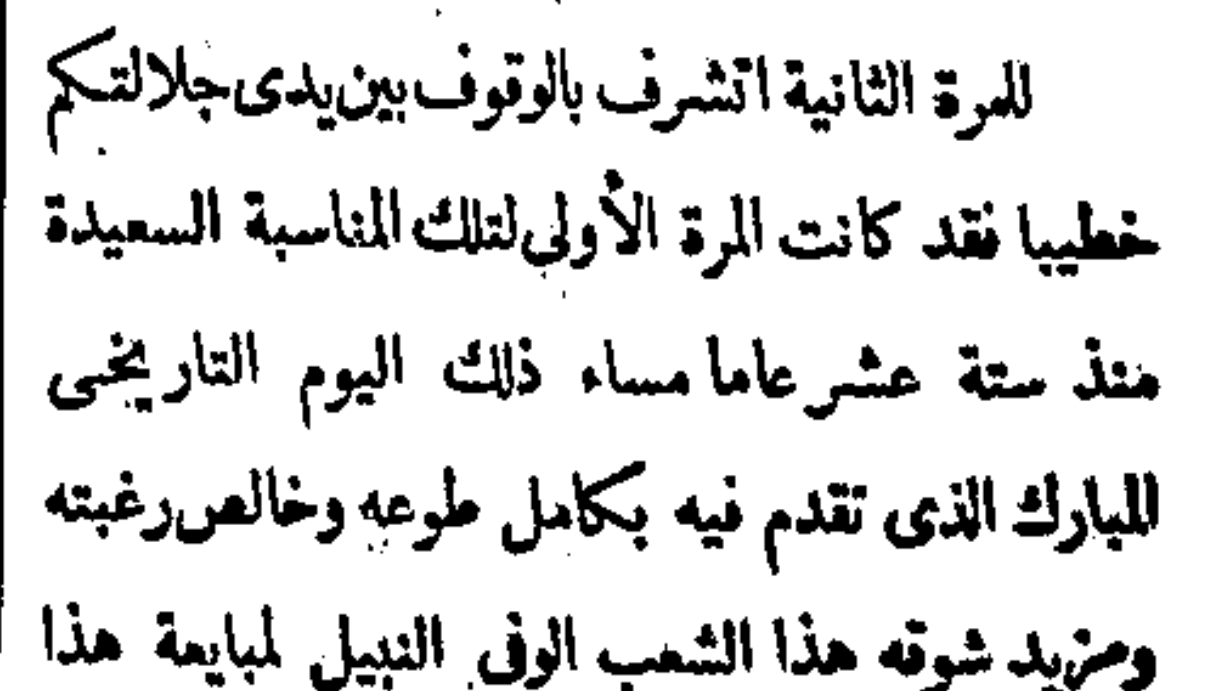 للمرة الثانية اتشرف بالوقوف بين يدى جلالتكم
خطيبا فقد كانت المرة الأولى لتلك المناسبة السعيدة
منذ ستة عشر عاما مساء ذلك اليوم التاريخى
المبارك الذى تقدم فيه بكامل طوعه وخالص رغبته
ومزيد شوقه هذا الشعب الوفى النبيل لمبايعة هذا